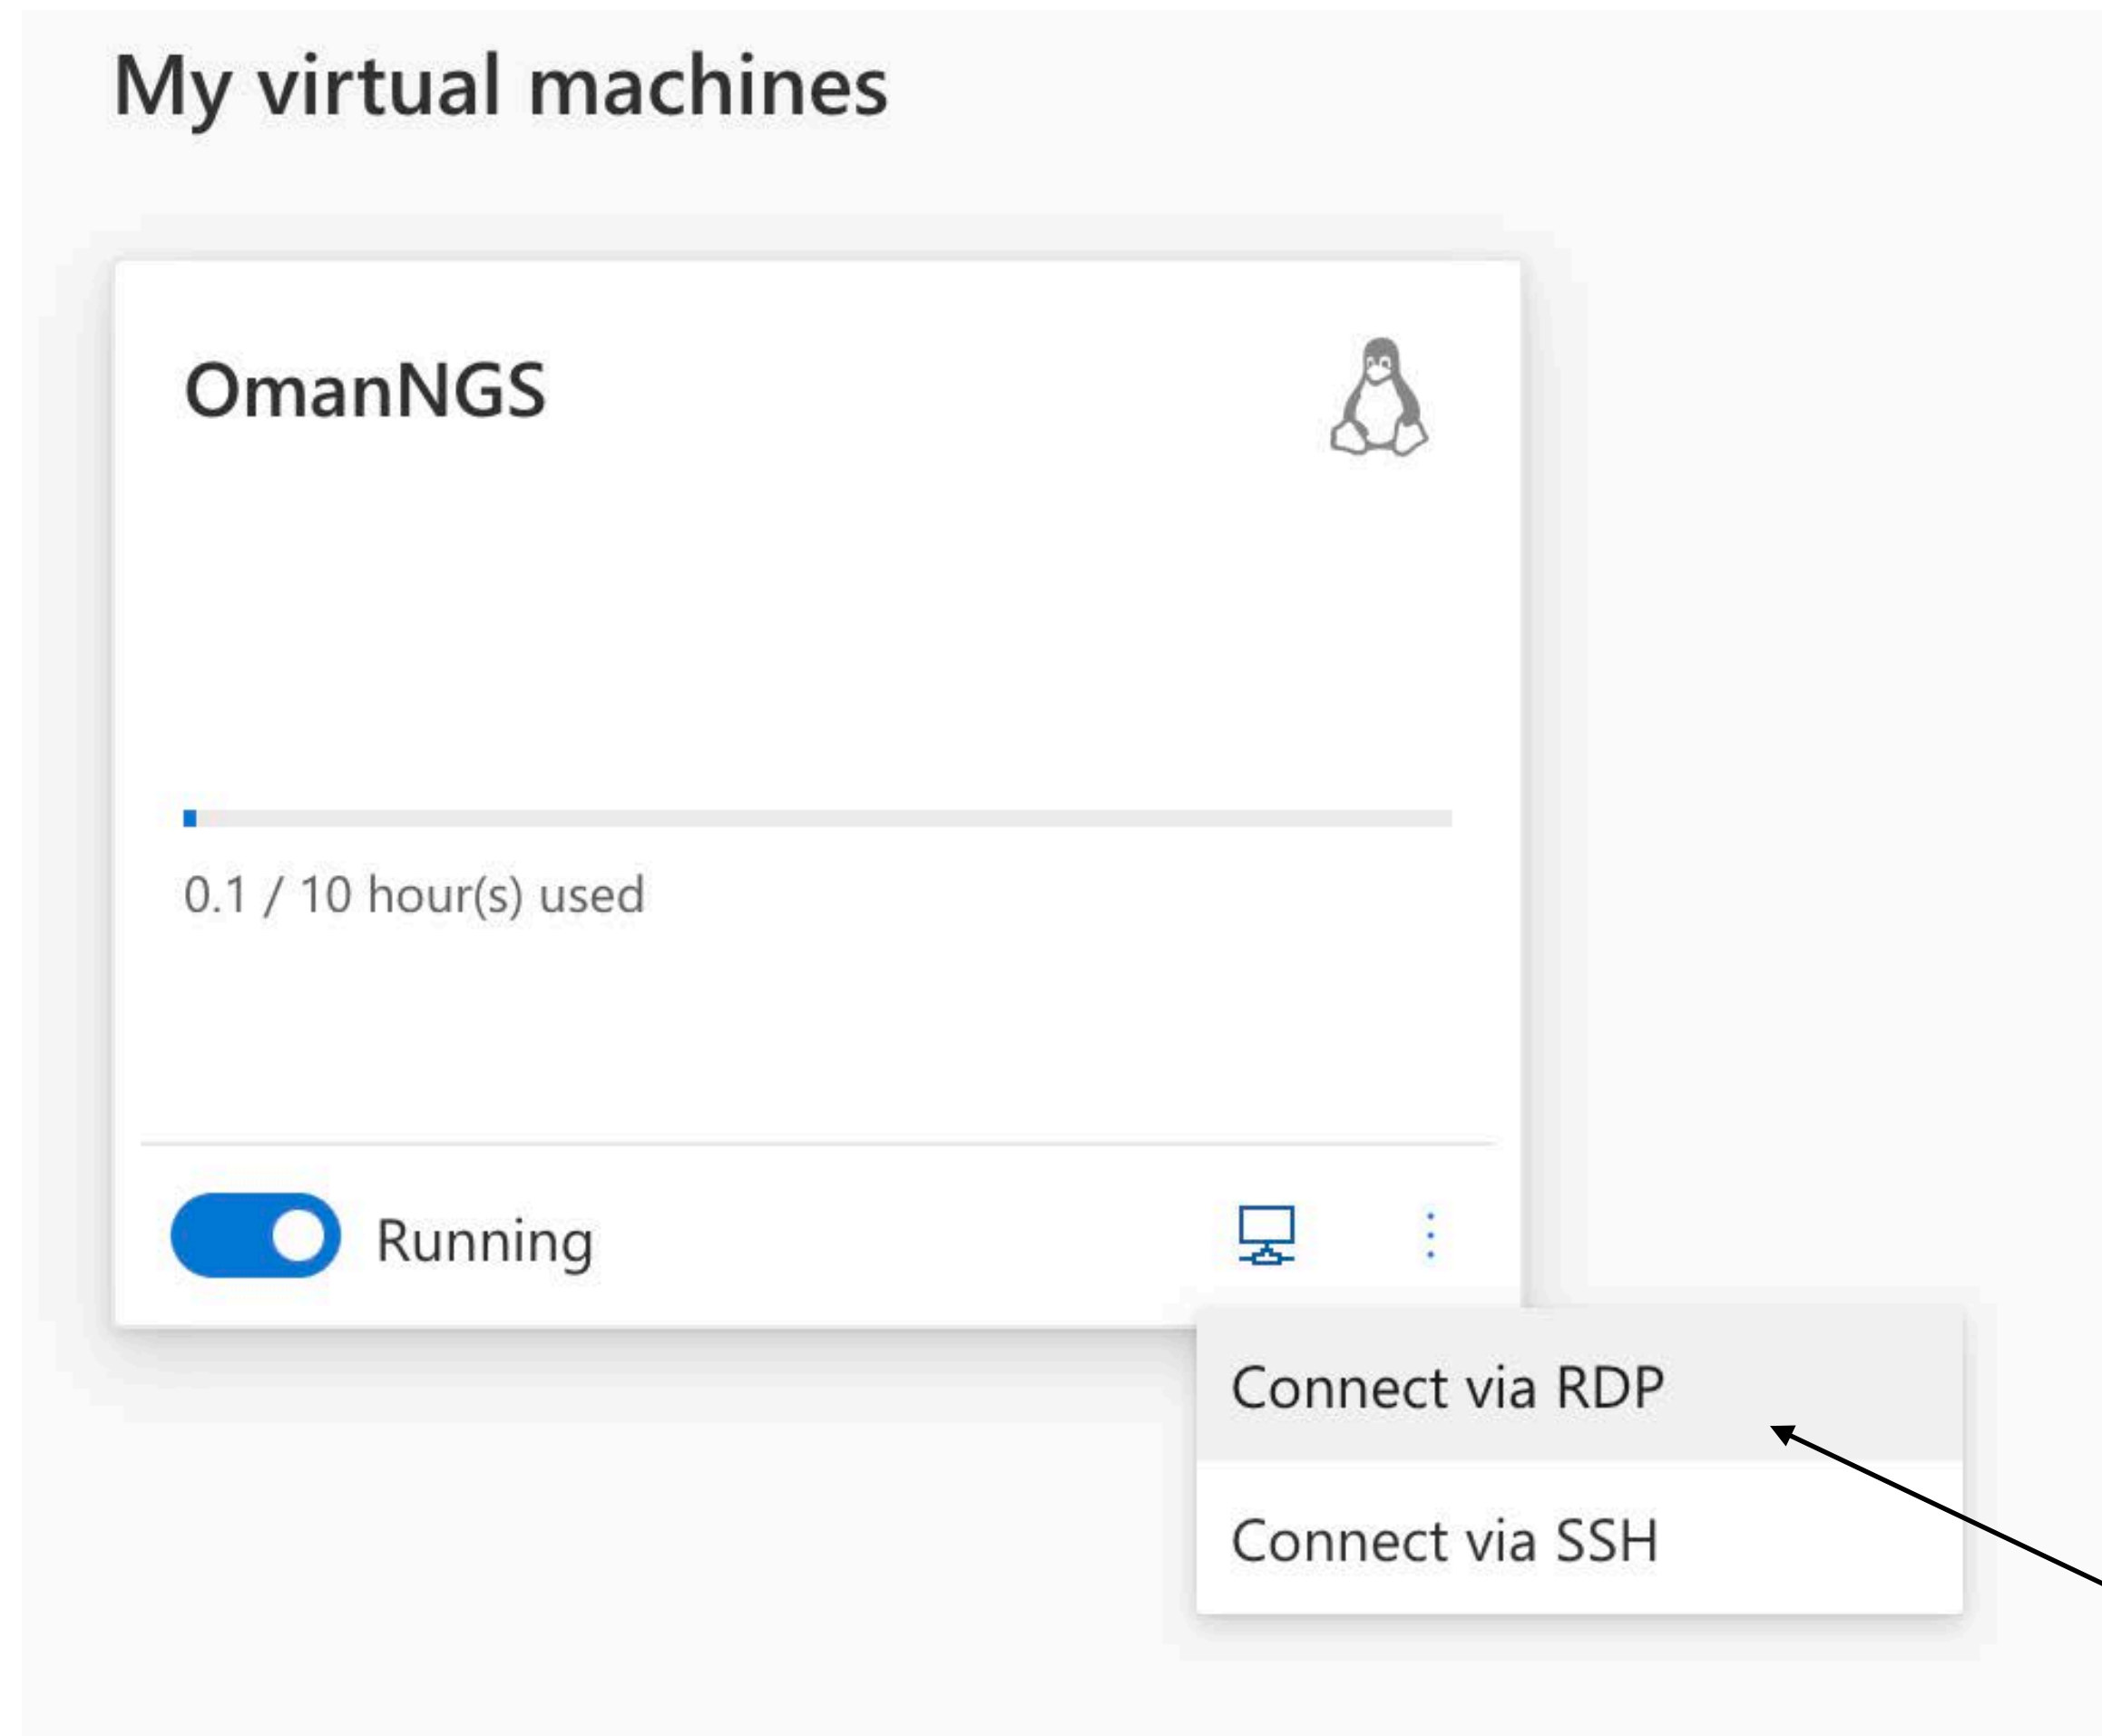 My virtual machines
OmanNGS
0.1 / 10 hour(s) used
Running
Connect via RDP
Connect via SSH